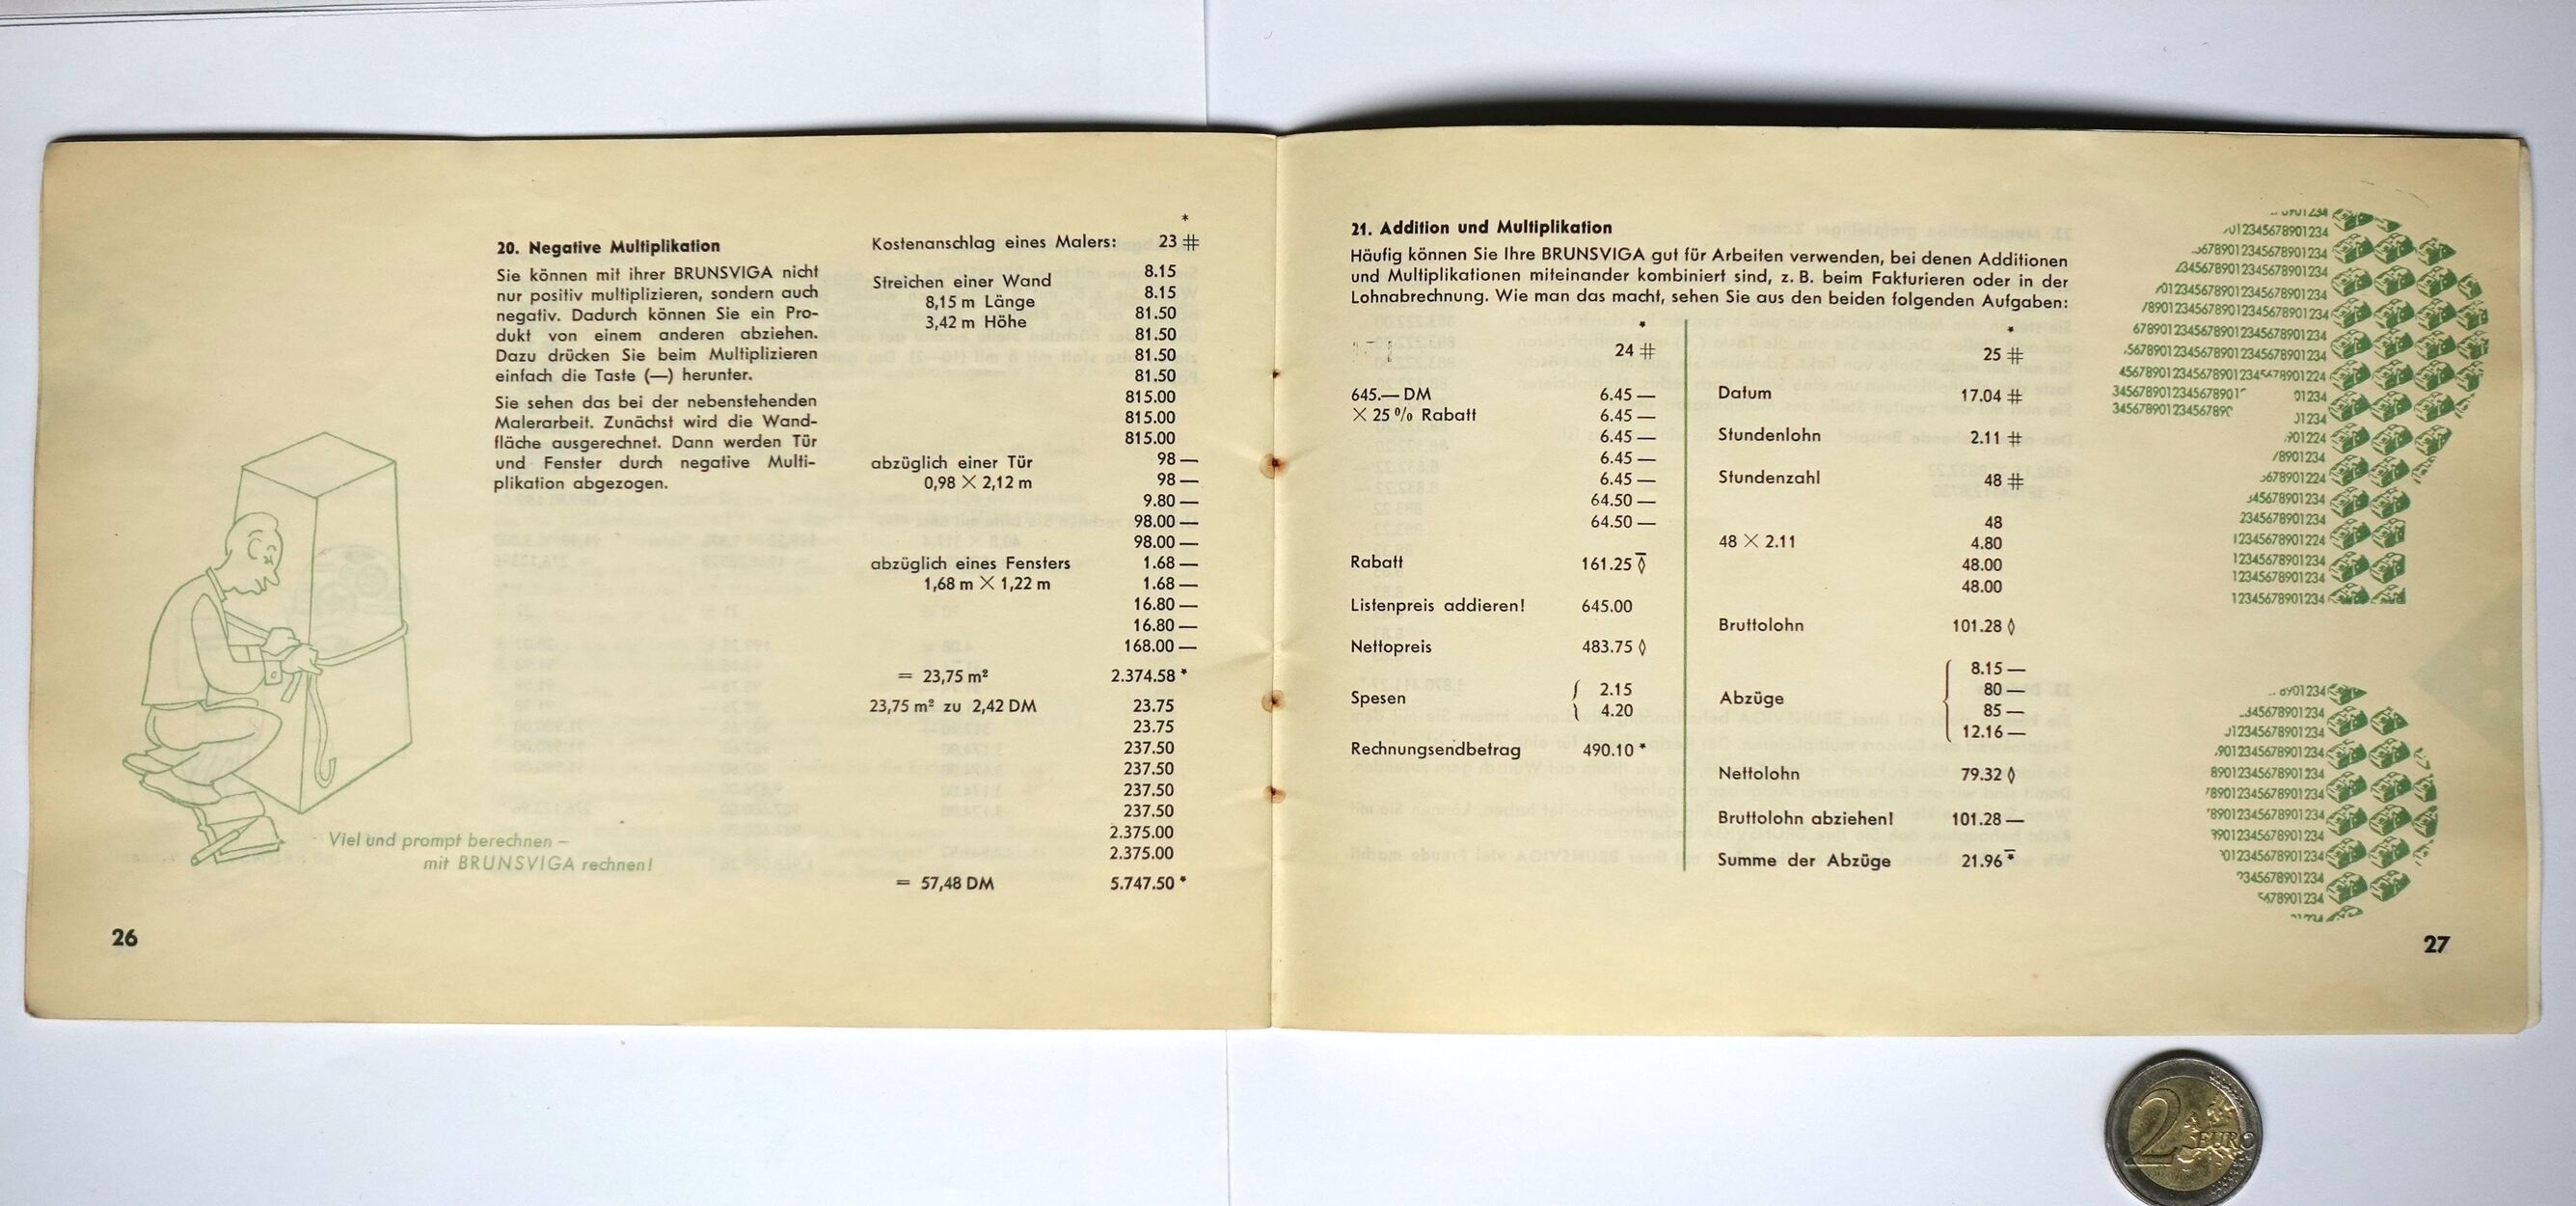 20. Negative Multiplikation
Sie können mit ihrer BRUNSVIGA nicht
nur positiv multiplizieren, sondern auch
negativ. Dadurch können Sie ein Pro-
dukt von einem anderen abziehen.
Dazu drücken Sie beim Multiplizieren
einfach die Taste (—) herunter.
Sie sehen das bei der nebenstehenden
Malerarbeit. Zunächst wird die Wand-
fläche ausgerechnet. Dann werden Tür
und Fenster durch negative Multi-
plikation abgezogen.
Viel und prompt berechnen –
mit BRUNSVIGA rechnen!
26
*
Kostenanschlag eines Malers: 23 #
8.15
Streichen einer Wand 8.15
8,15 m Länge 81.50
3,42 m Höhe 81.50
81.50
81.50
815.00
815.00
815.00
abzüglich einer Tür 98 —
0,98 × 2,12 m 98 —
9.80 —
98.00 —
98.00 —
abzüglich eines Fensters 1.68 —
1,68 m × 1,22 m 1.68 —
16.80 —
16.80 —
168.00 —
= 23,75 m² 2.374.58 *
23,75 m² zu 2,42 DM 23.75
23.75
237.50
237.50
237.50
237.50
2.375.00
2.375.00
= 57,48 DM 5.747.50 *
21. Addition und Multiplikation
Häufig können Sie Ihre BRUNSVIGA gut für Arbeiten verwenden, bei denen Additionen
und Multiplikationen miteinander kombiniert sind, z. B. beim Fakturieren oder in der
Lohnabrechnung. Wie man das macht, sehen Sie aus den beiden folgenden Aufgaben:
*
24 #
645.— DM 6.45 —
× 25 % Rabatt 6.45 —
6.45 —
6.45 —
6.45 —
64.50 —
64.50 —
Rabatt 161.25 ◊
Listenpreis addieren! 645.00
Nettopreis 483.75 ◊
Spesen { 2.15
4.20
Rechnungsendbetrag 490.10 *
*
25 #
Datum 17.04 #
Stundenlohn 2.11 #
Stundenzahl 48 #
48
48 × 2.11 4.80
48.00
48.00
Bruttolohn 101.28 ◊
8.15 —
Abzüge { 80 —
85 —
12.16 —
Nettolohn 79.32 ◊
Bruttolohn abziehen! 101.28 —
Summe der Abzüge 21.96 *
27
2
EURO